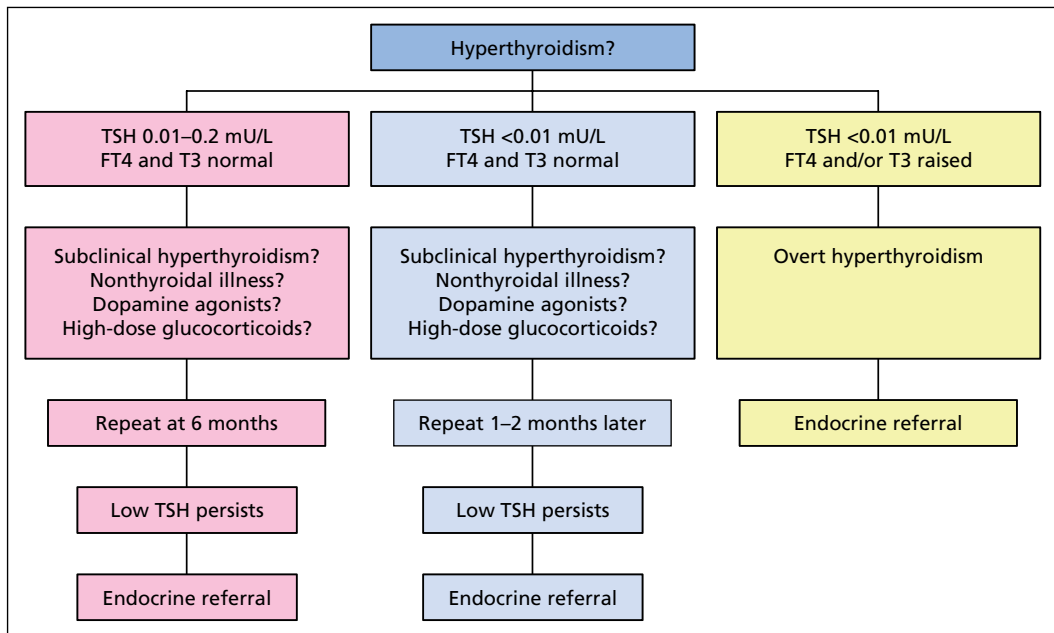 Hyperthyroidism?
TSH 0.01–0.2 mU/L
FT4 and T3 normal
TSH <0.01 mU/L
FT4 and T3 normal
TSH <0.01 mU/L
FT4 and/or T3 raised
Subclinical hyperthyroidism?
Nonthyroidal illness?
Dopamine agonists?
High-dose glucocorticoids?
Subclinical hyperthyroidism?
Nonthyroidal illness?
Dopamine agonists?
High-dose glucocorticoids?
Overt hyperthyroidism
Repeat at 6 months
Repeat 1–2 months later
Endocrine referral
Low TSH persists
Low TSH persists
Endocrine referral
Endocrine referral